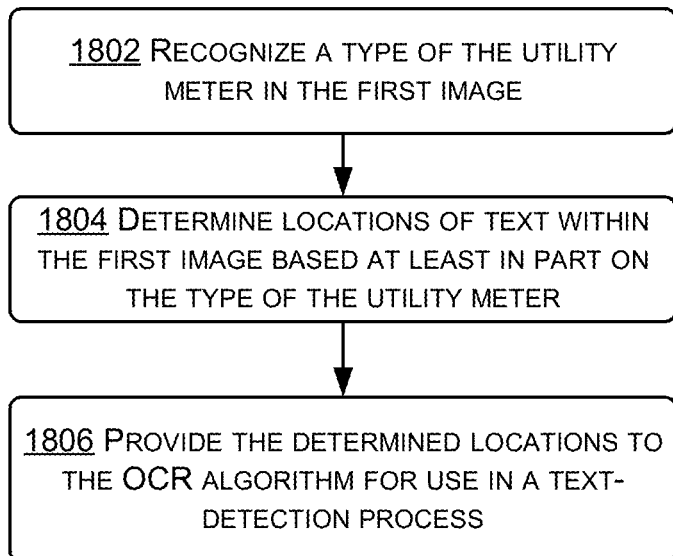 1802 RECOGNIZE A TYPE OF THE UTILITY
METER IN THE FIRST IMAGE
1804 DETERMINE LOCATIONS OF TEXT WITHIN
THE FIRST IMAGE BASED AT LEAST IN PART ON
THE TYPE OF THE UTILITY METER
1806 PROVIDE THE DETERMINED LOCATIONS TO
THE OCR ALGORITHM FOR USE IN A TEXT-
DETECTION PROCESS